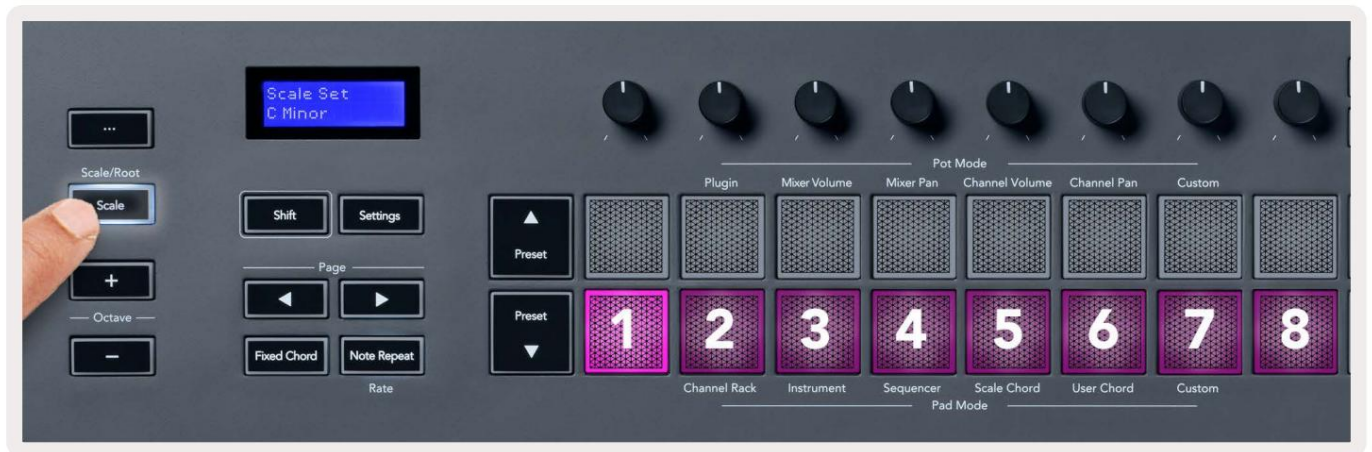 Scale Set
C Minor
...
Scale/Root
Scale
+
Octave
−
Shift
Settings
Page
◀
▶
Fixed Chord
Note Repeat
Rate
▲
Preset
Preset
▼
Pot Mode
Plugin
Mixer Volume
Mixer Pan
Channel Volume
Channel Pan
Custom
1
2
3
4
5
6
7
8
Channel Rack
Instrument
Sequencer
Scale Chord
User Chord
Custom
Pad Mode